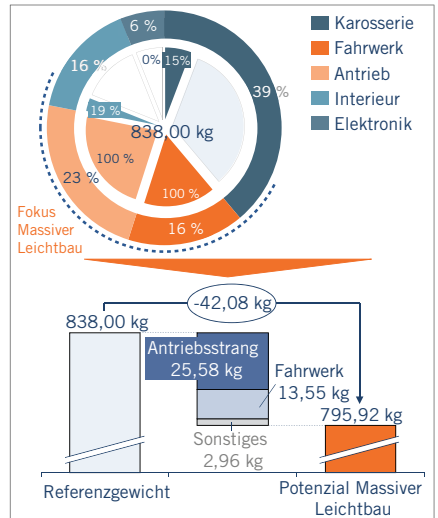 6 %
Karosserie
Fahrwerk
Antrieb
Interieur
Elektronik
16 %
0%
15%
39 %
19 %
838,00 kg
100 %
23 %
100 %
16 %
Fokus
Massiver
Leichtbau
-42,08 kg
838,00 kg
Antriebsstrang
25,58 kg
Fahrwerk
13,55 kg
795,92 kg
Sonstiges
2,96 kg
Referenzgewicht
Potenzial Massiver
Leichtbau